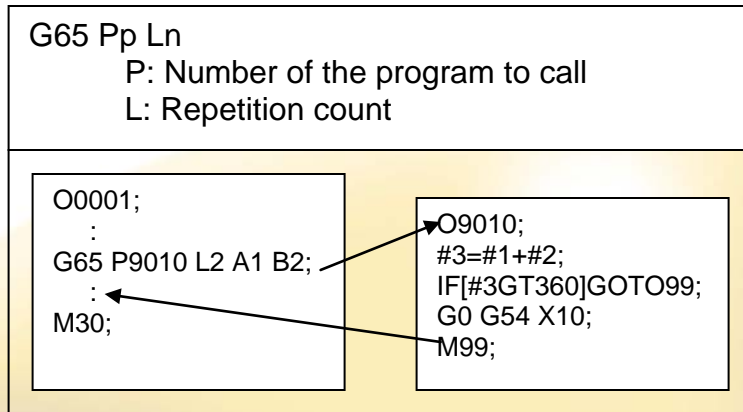 G65 Pp Ln
P: Number of the program to call
L: Repetition count
O0001;
:
G65 P9010 L2 A1 B2;
:
M30;
O9010;
#3=#1+#2;
IF[#3GT360]GOTO99;
G0 G54 X10;
M99;